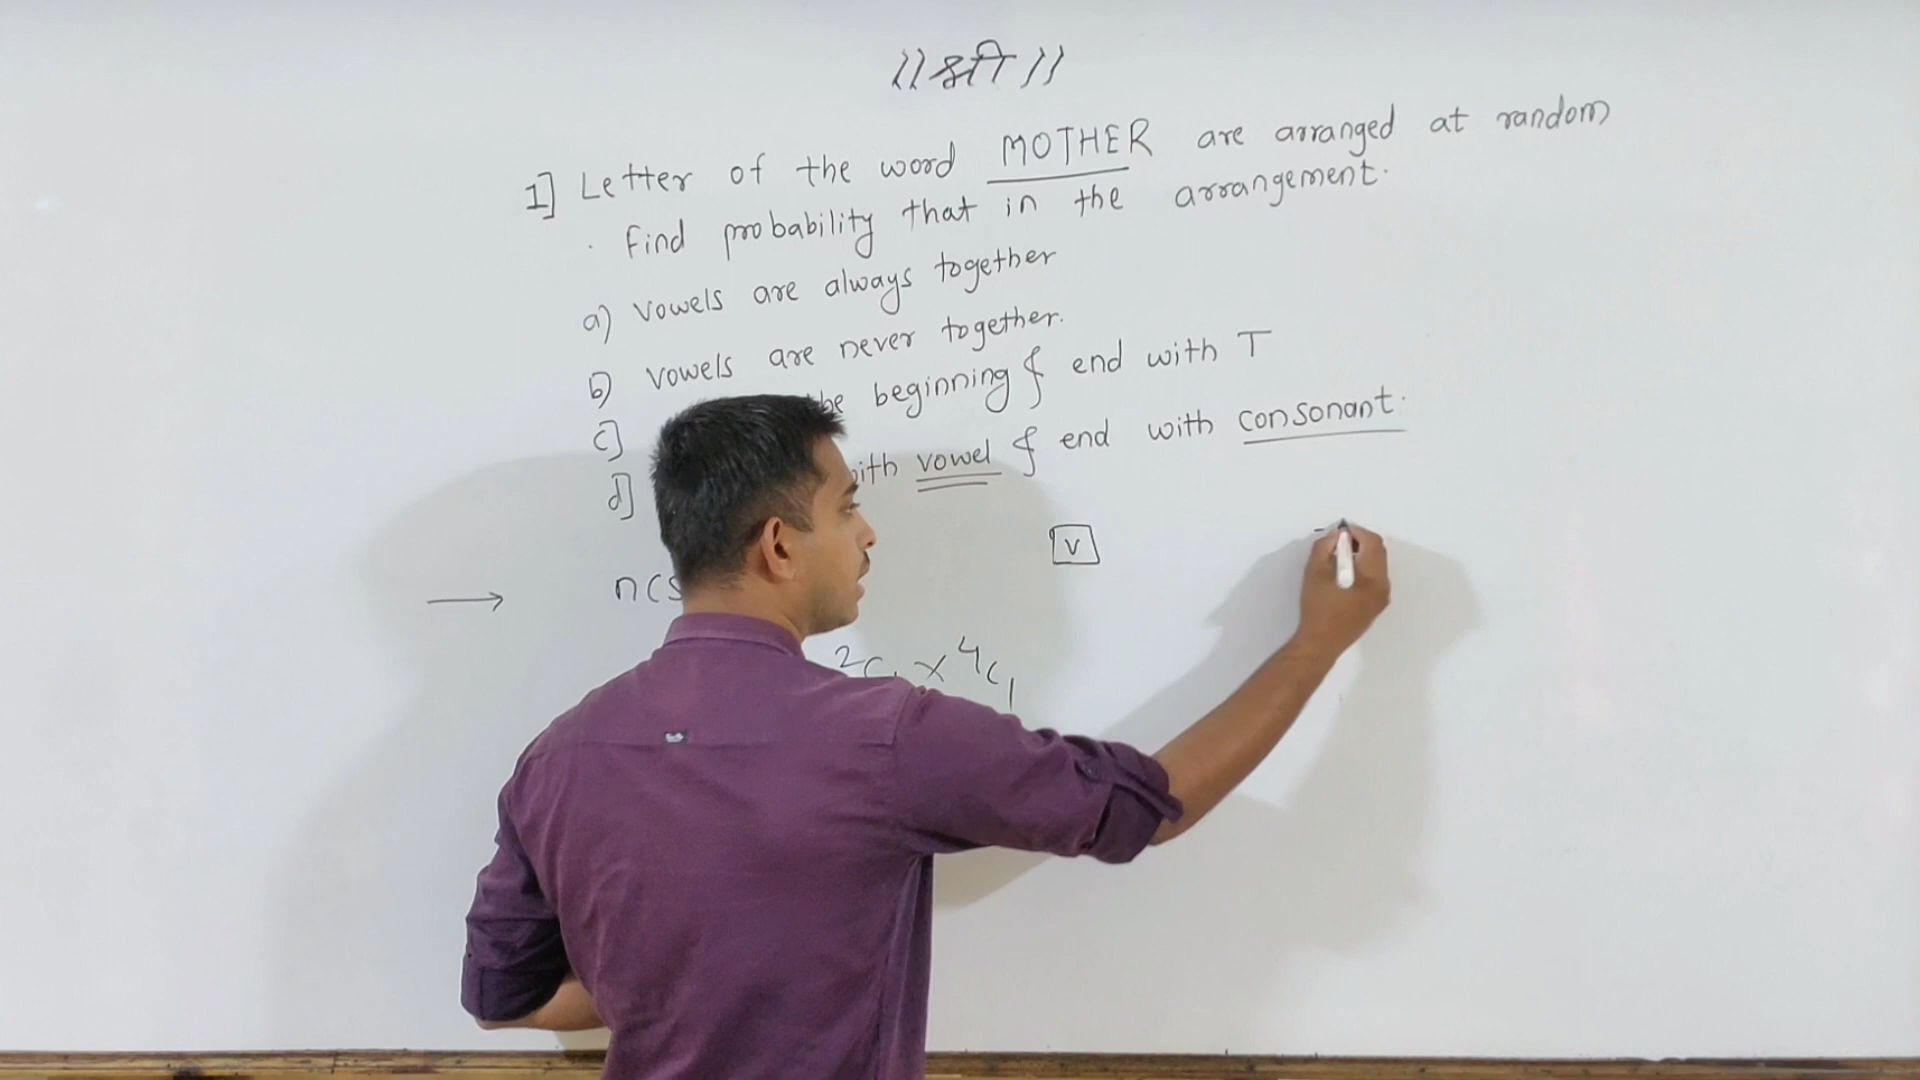 ॥ श्री ॥
1] Letter of the word MOTHER are arranged at random
. Find probability that in the arrangement.
a) vowels are always together
b) vowels are never together.
c] be beginning & end with T
d] with vowel & end with consonant.
V
n(S
²C₁ × ⁴C₁